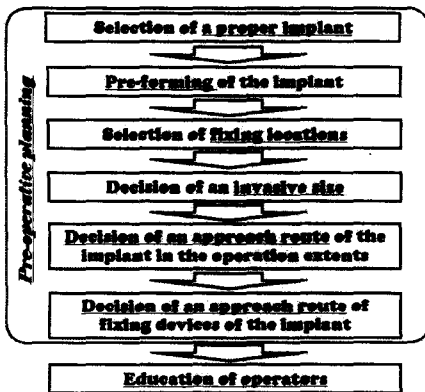 Pre-operative planning
Selection of a proper implant
Pre-forming of the implant
Selection of fixing locations
Decision of an invasive size
Decision of an approach route of the
implant in the operation extents
Decision of an approach route of
fixing devices of the implant
Education of operators